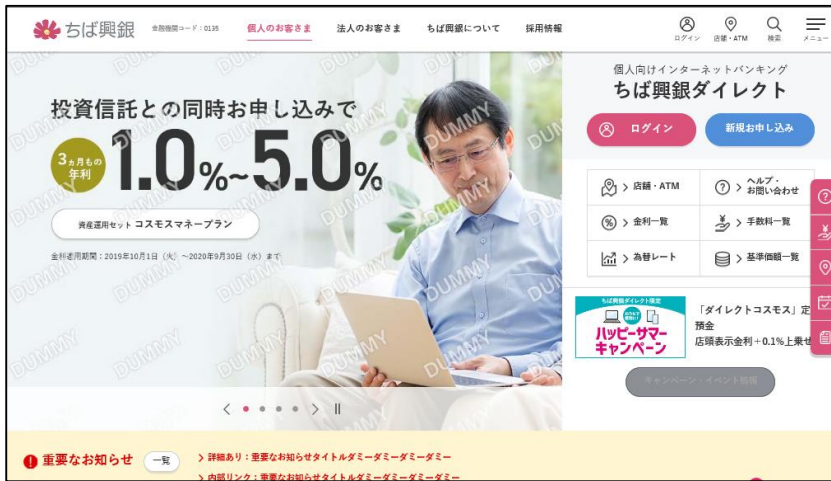 ちば興銀
金融機関コード:0135
個人のお客さま
法人のお客さま
ちば興銀について
採用情報
ログイン
店舗・ATM
検索
メニュー
投資信託との同時お申し込みで
3ヵ月もの
年利
1.0%~5.0%
資産運用セット コスモスマネープラン
金利適用期間:2019年10月1日(火)~2020年9月30日(水)まで
DUMMY
個人向けインターネットバンキング
ちば興銀ダイレクト
ログイン
新規お申し込み
店舗・ATM
ヘルプ・
お問い合わせ
金利一覧
手数料一覧
為替レート
基準価額一覧
ちば興銀ダイレクト限定
ハッピーサマー
キャンペーン
「ダイレクトコスモス」定
預金
店頭表示金利+0.1%上乗せ
キャンペーン・イベント情報
重要なお知らせ
一覧
詳細あり:重要なお知らせタイトルダミーダミーダミーダミー
内部リンク:重要なお知らせタイトルダミーダミーダミーダミー